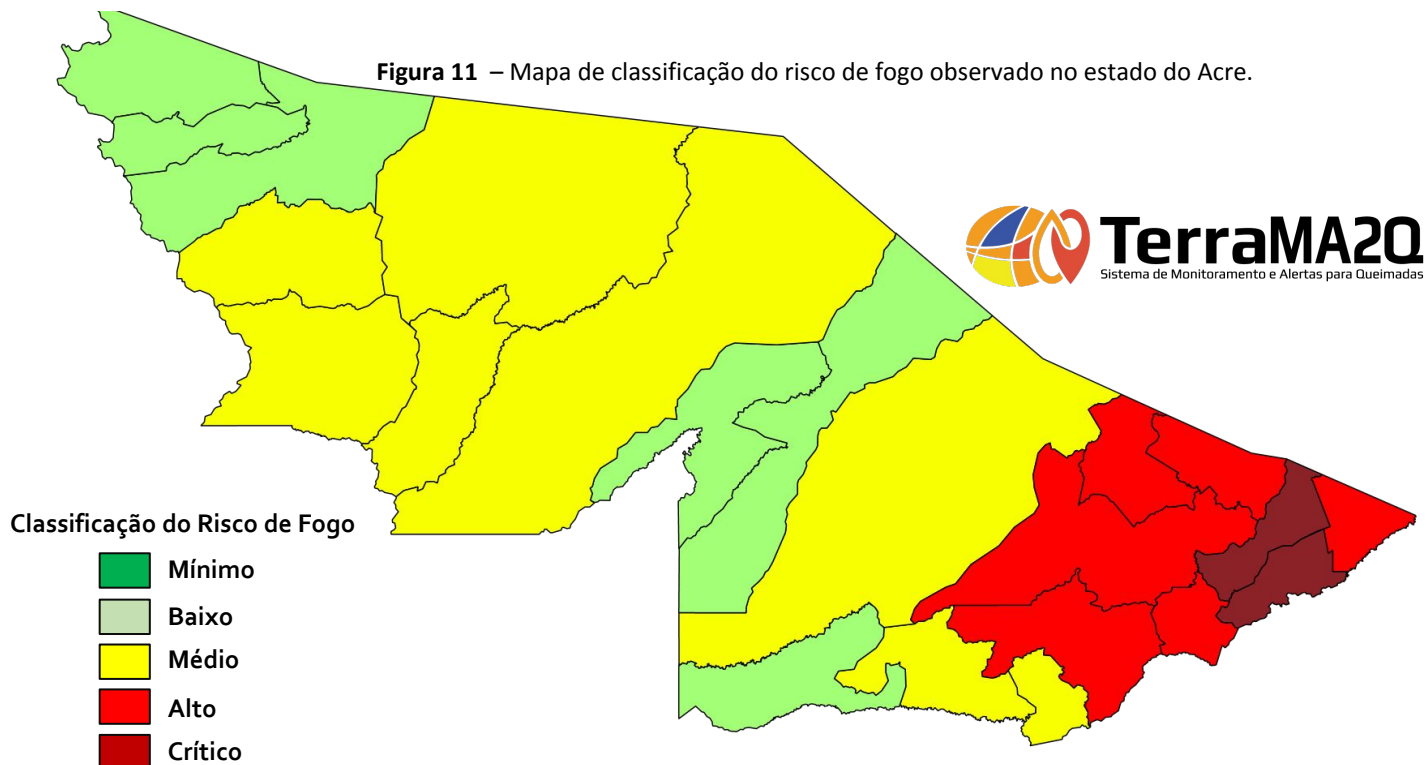 Figura 11 – Mapa de classificação do risco de fogo observado no estado do Acre.
TerraMA2Q
Sistema de Monitoramento e Alertas para Queimadas
Classificação do Risco de Fogo
Mínimo
Baixo
Médio
Alto
Crítico